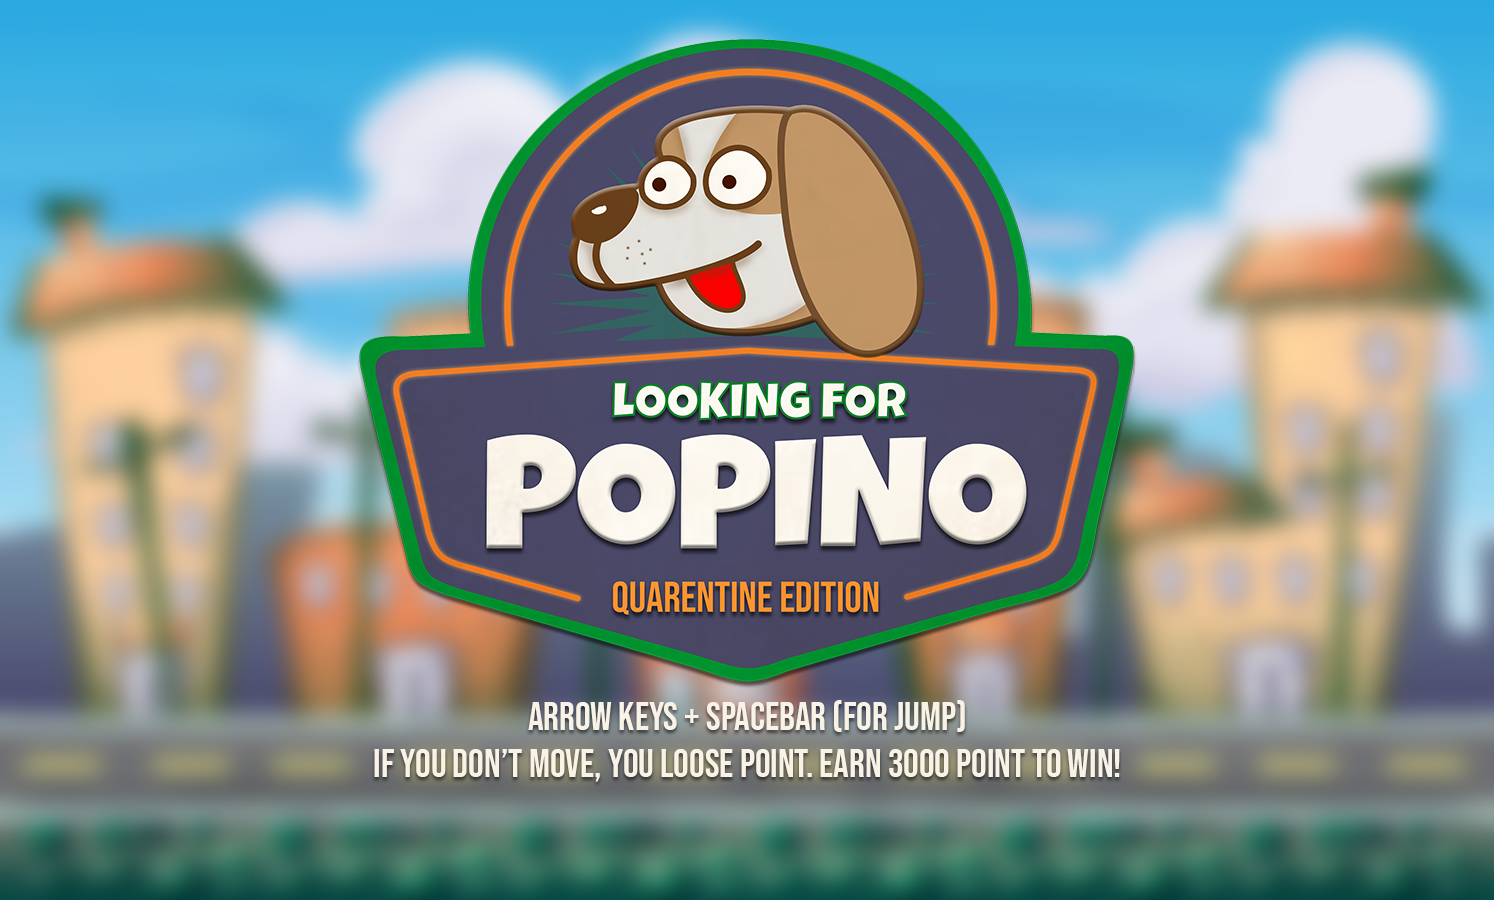 LOOKING FOR
POPINO
QUARENTINE EDITION
ARROW KEYS + SPACEBAR (FOR JUMP)
IF YOU DON'T MOVE, YOU LOOSE POINT. EARN 3000 POINT TO WIN!